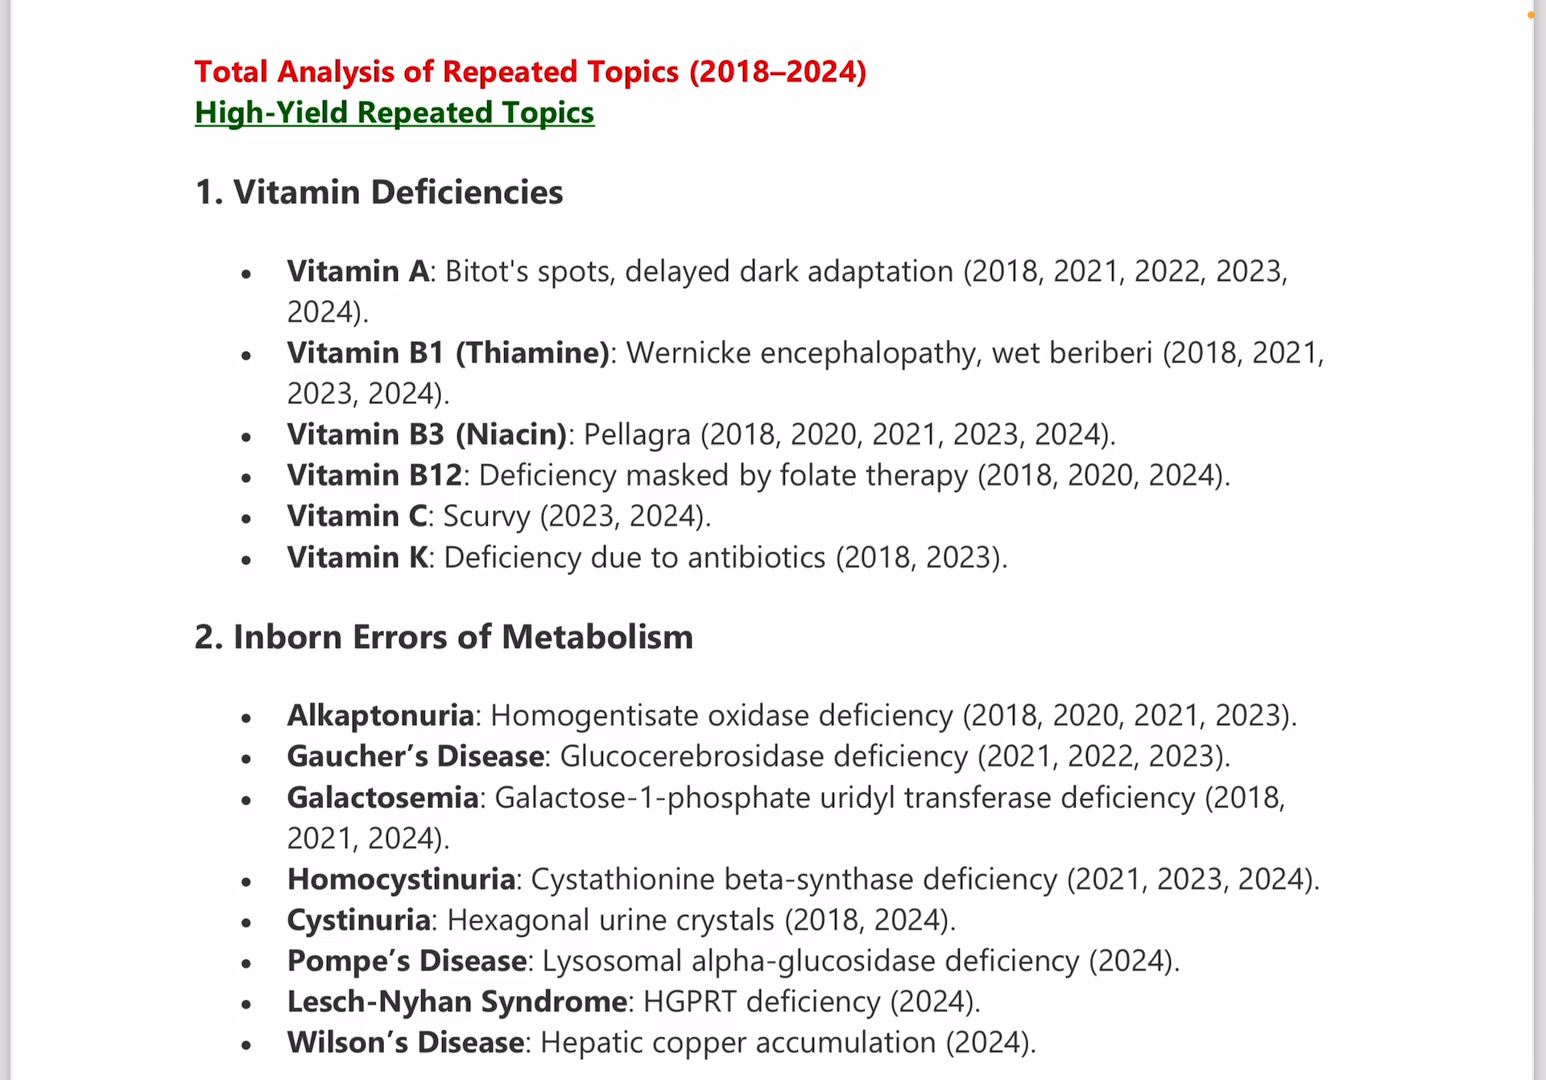 Total Analysis of Repeated Topics (2018–2024)
High-Yield Repeated Topics
1. Vitamin Deficiencies
• Vitamin A: Bitot's spots, delayed dark adaptation (2018, 2021, 2022, 2023,
2024).
• Vitamin B1 (Thiamine): Wernicke encephalopathy, wet beriberi (2018, 2021,
2023, 2024).
• Vitamin B3 (Niacin): Pellagra (2018, 2020, 2021, 2023, 2024).
• Vitamin B12: Deficiency masked by folate therapy (2018, 2020, 2024).
• Vitamin C: Scurvy (2023, 2024).
• Vitamin K: Deficiency due to antibiotics (2018, 2023).
2. Inborn Errors of Metabolism
• Alkaptonuria: Homogentisate oxidase deficiency (2018, 2020, 2021, 2023).
• Gaucher’s Disease: Glucocerebrosidase deficiency (2021, 2022, 2023).
• Galactosemia: Galactose-1-phosphate uridyl transferase deficiency (2018,
2021, 2024).
• Homocystinuria: Cystathionine beta-synthase deficiency (2021, 2023, 2024).
• Cystinuria: Hexagonal urine crystals (2018, 2024).
• Pompe’s Disease: Lysosomal alpha-glucosidase deficiency (2024).
• Lesch-Nyhan Syndrome: HGPRT deficiency (2024).
• Wilson’s Disease: Hepatic copper accumulation (2024).